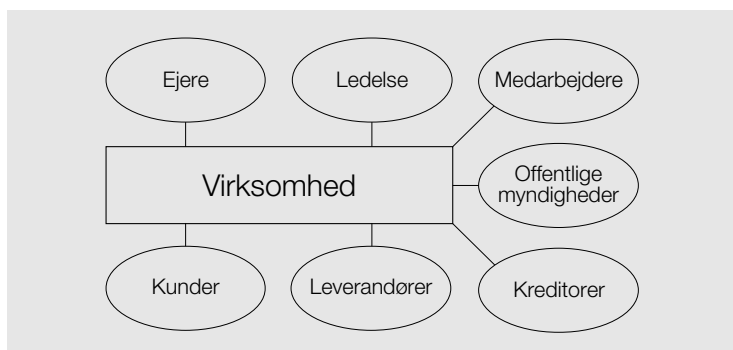 Ejere
Ledelse
Medarbejdere
Virksomhed
Offentlige
myndigheder
Kunder
Leverandører
Kreditorer